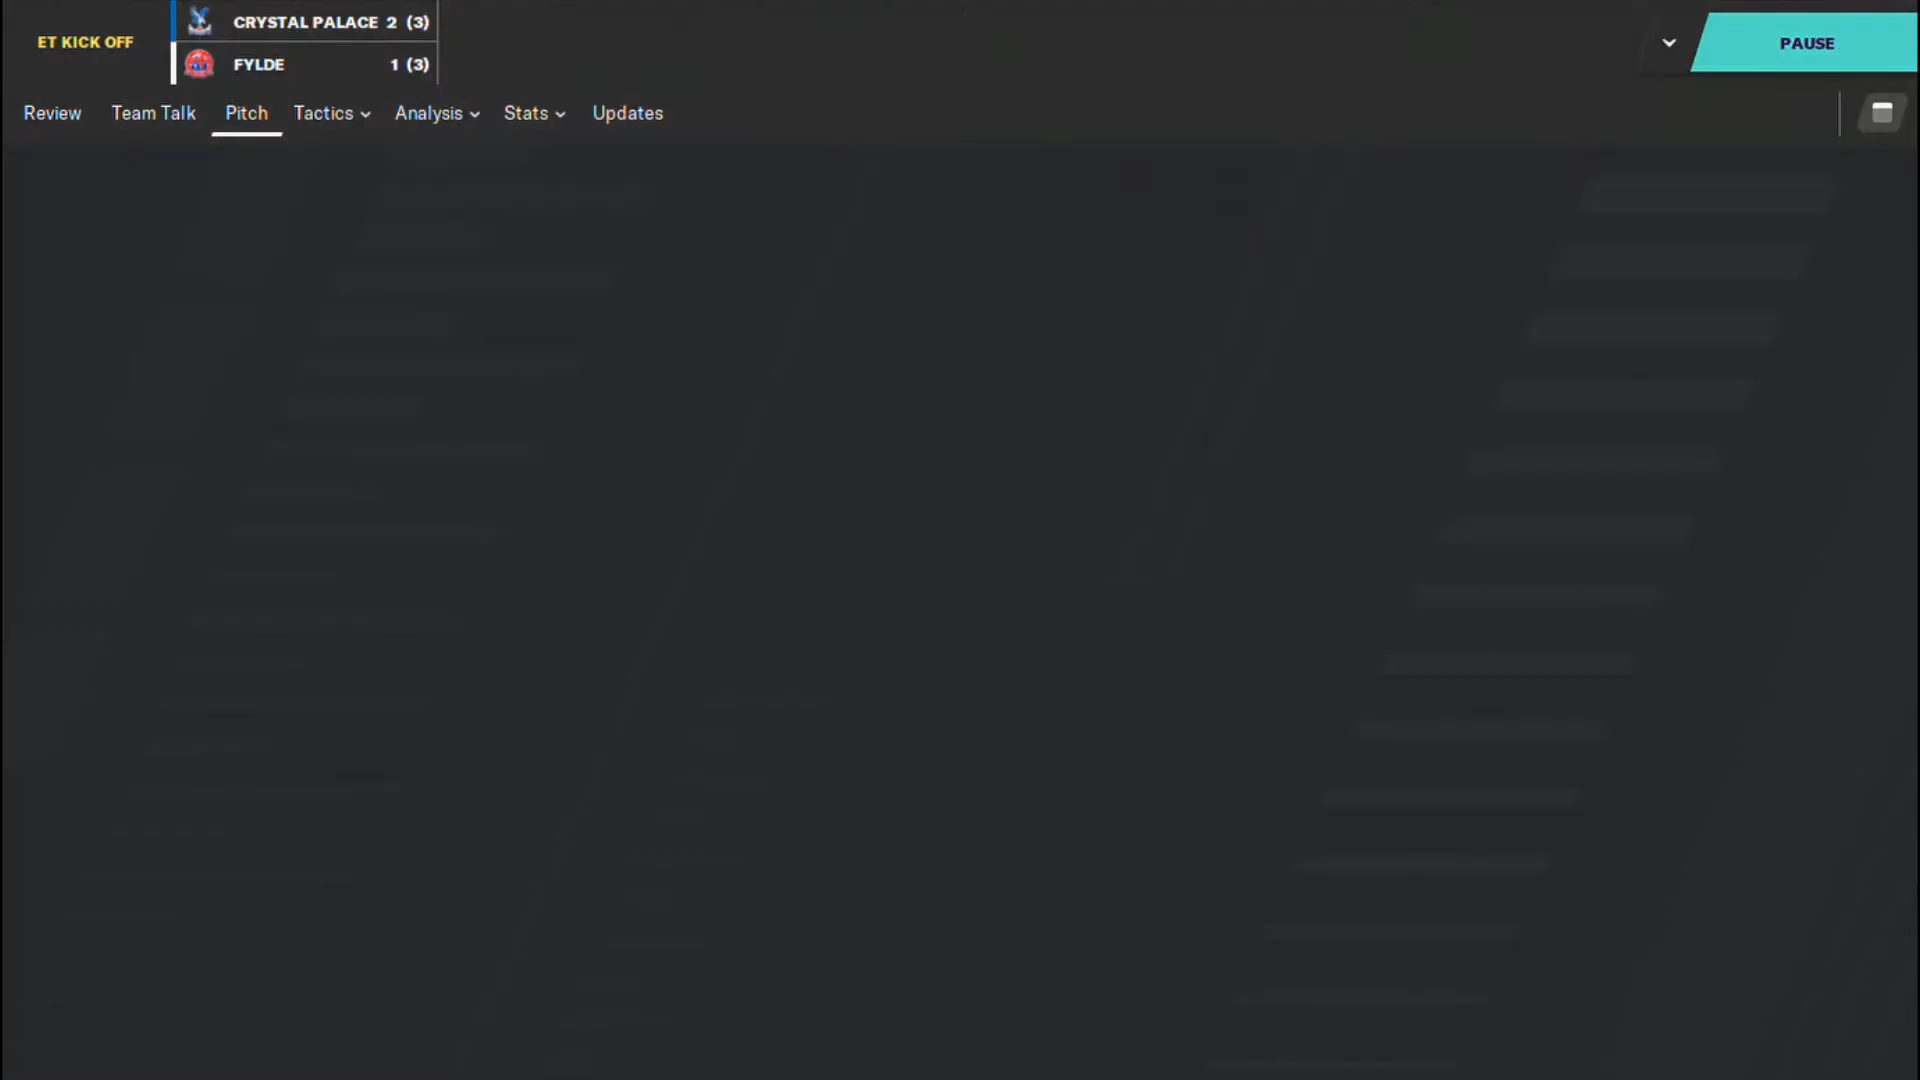 ET KICK OFF
CRYSTAL PALACE 2 (3)
FYLDE 1 (3)
PAUSE
Review Team Talk Pitch Tactics Analysis Stats Updates